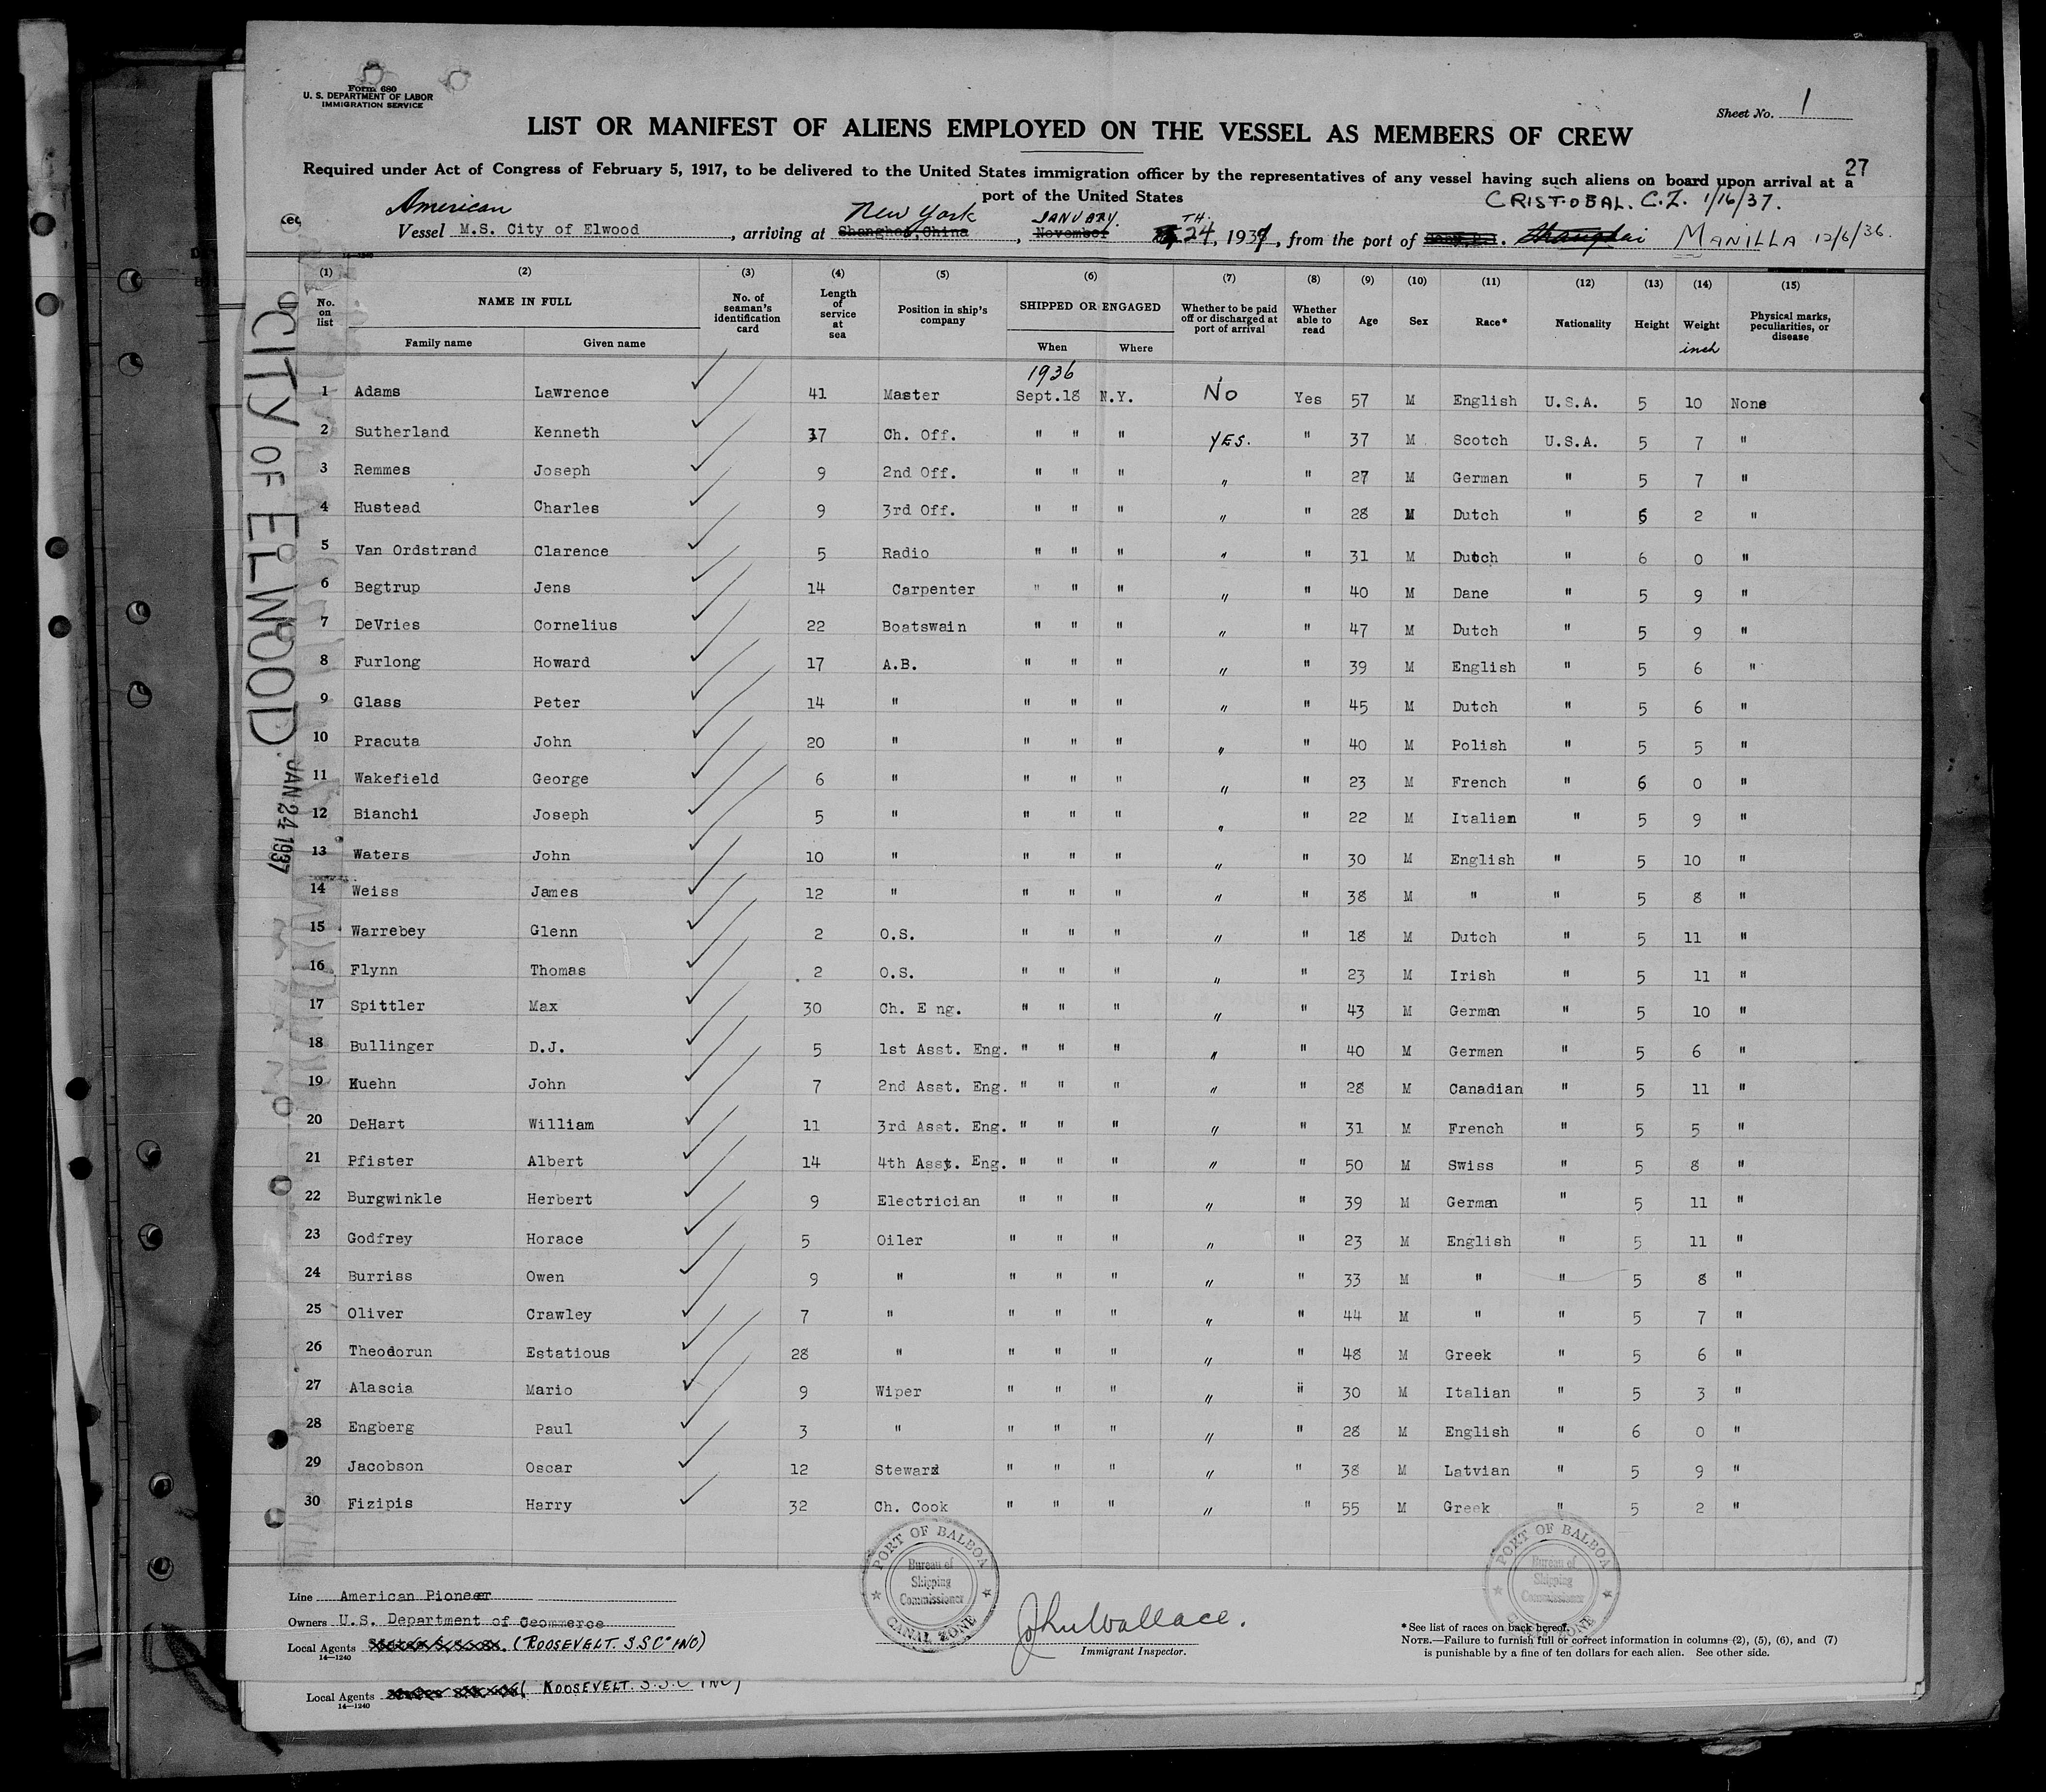 Form 680
U. S. DEPARTMENT OF LABOR
IMMIGRATION SERVICE
Sheet No. 1
LIST OR MANIFEST OF ALIENS EMPLOYED ON THE VESSEL AS MEMBERS OF CREW
27
Required under Act of Congress of February 5, 1917, to be delivered to the United States immigration officer by the representatives of any vessel having such aliens on board upon arrival at a
port of the United States
CRISTOBAL. C.Z. 1/16/37.
American New York JANUARY TH.
Vessel M.S. City of Elwood, arriving at Shanghai, China, November 24, 1937, from the port of Shanghai MANILLA 12/6/36.
(1) (2) (3) (4) (5) (6) (7) (8) (9) (10) (11) (12) (13) (14) (15)
No. on list NAME IN FULL Family name Given name No. of seaman's identification card Length of service at sea Position in ship's company SHIPPED OR ENGAGED When Where Whether to be paid off or discharged at port of arrival Whether able to read Age Sex Race* Nationality Height Weight inch Physical marks, peculiarities, or disease
1936
1 Adams Lawrence 41 Master Sept.18 N.Y. No Yes 57 M English U.S.A. 5 10 None
2 Sutherland Kenneth 17 Ch. Off. " " " YES. " 37 M Scotch U.S.A. 5 7 "
3 Remmes Joseph 9 2nd Off. " " " " " 27 M German " 5 7 "
4 Hustead Charles 9 3rd Off. " " " " " 28 M Dutch " 6 2 "
5 Van Ordstrand Clarence 5 Radio " " " " " 31 M Dutch " 6 0 "
6 Begtrup Jens 14 Carpenter " " " " " 40 M Dane " 5 9 "
7 DeVries Cornelius 22 Boatswain " " " " " 47 M Dutch " 5 9 "
8 Furlong Howard 17 A.B. " " " " " 39 M English " 5 6 "
9 Glass Peter 14 " " " " " " 45 M Dutch " 5 6 "
10 Pracuta John 20 " " " " " " 40 M Polish " 5 5 "
11 Wakefield George 6 " " " " " " 23 M French " 6 0 "
12 Bianchi Joseph 5 " " " " " " 22 M Italian " 5 9 "
13 Waters John 10 " " " " " " 30 M English " 5 10 "
14 Weiss James 12 " " " " " " 38 M " " 5 8 "
15 Warrebey Glenn 2 O.S. " " " " " 18 M Dutch " 5 11 "
16 Flynn Thomas 2 O.S. " " " " " 23 M Irish " 5 11 "
17 Spittler Max 30 Ch. E ng. " " " " " 43 M German " 5 10 "
18 Bullinger D.J. 5 1st Asst. Eng. " " " " " 40 M German " 5 6 "
19 Kuehn John 7 2nd Asst. Eng. " " " " " 28 M Canadian " 5 11 "
20 DeHart William 11 3rd Asst. Eng. " " " " " 31 M French " 5 5 "
21 Pfister Albert 14 4th Asst. Eng. " " " " " 50 M Swiss " 5 8 "
22 Burgwinkle Herbert 9 Electrician " " " " " 39 M German " 5 11 "
23 Godfrey Horace 5 Oiler " " " " " 23 M English " 5 11 "
24 Burriss Owen 9 " " " " " " 33 M " " 5 8 "
25 Oliver Crawley 7 " " " " " " 44 M " " 5 7 "
26 Theodorun Estatious 28 " " " " " " 48 M Greek " 5 6 "
27 Alascia Mario 9 Wiper " " " " " 30 M Italian " 5 3 "
28 Engberg Paul 3 " " " " " " 28 M English " 6 0 "
29 Jacobson Oscar 12 Steward " " " " " 38 M Latvian " 5 9 "
30 Fizipis Harry 32 Ch. Cook " " " " " 55 M Greek " 5 2 "
CITY OF ELWOOD.
JAN 24 1937
Line American Pioneer
Owners U.S. Department of Coommerce
Local Agents (ROOSEVELT. S.S.Co INC)
14—1240
PORT OF BALBOA
Bureau of
Shipping
Commissioner
CANAL ZONE
John Wallace.
Immigrant Inspector.
PORT OF BALBOA
Bureau of
Shipping
Commissioner
ZONE
*See list of races on back hereof.
NOTE.—Failure to furnish full or correct information in columns (2), (5), (6), and (7)
is punishable by a fine of ten dollars for each alien. See other side.
Local Agents ( ROOSEVELT. S.S.C INC)
14—1240